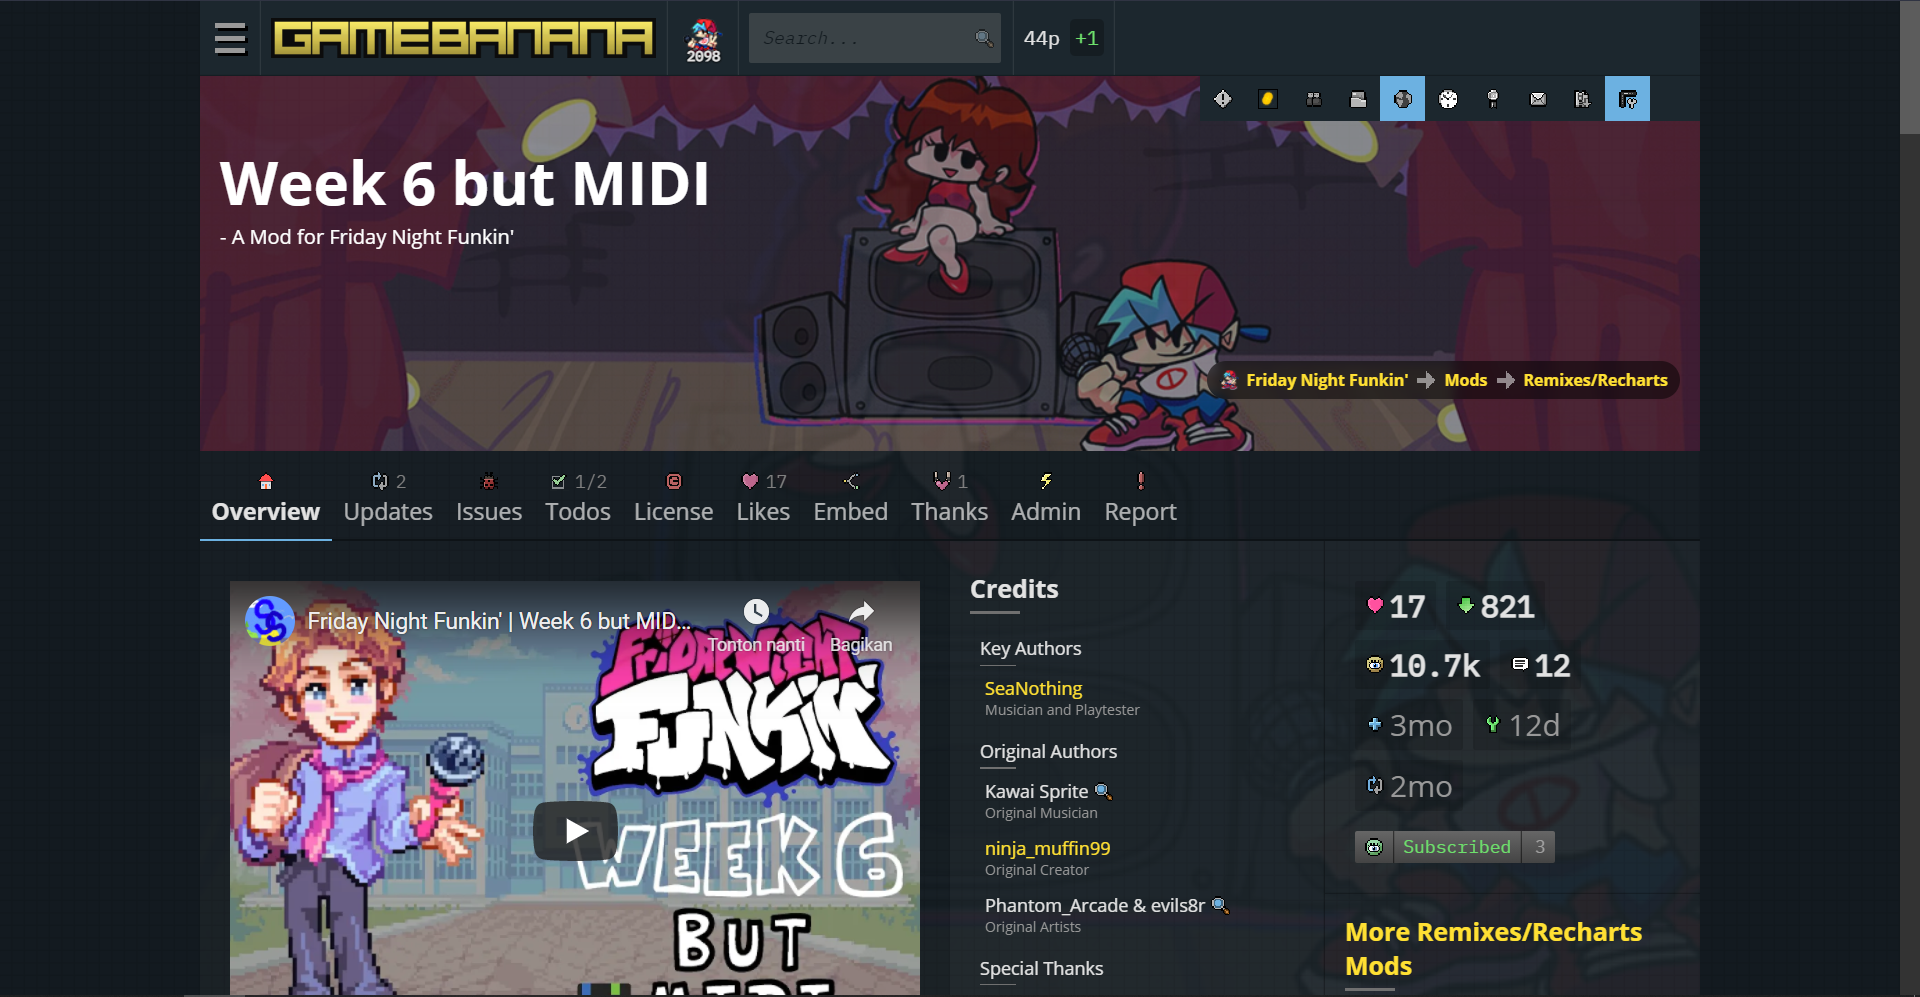 GAMEBANANA
2098
Search...
44p +1
Week 6 but MIDI
- A Mod for Friday Night Funkin'
Friday Night Funkin' Mods Remixes/Recharts
Overview
2
Updates
Issues
1/2
Todos
License
17
Likes
Embed
1
Thanks
Admin
Report
SS
Friday Night Funkin' | Week 6 but MID...
Tonton nanti
Bagikan
FRIDAY NIGHT
FUNKIN'
WEEK 6
BUT
MIDI
Credits
Key Authors
SeaNothing
Musician and Playtester
Original Authors
Kawai Sprite
Original Musician
ninja_muffin99
Original Creator
Phantom_Arcade & evils8r
Original Artists
Special Thanks
17 821
10.7k 12
3mo 12d
2mo
Subscribed 3
More Remixes/Recharts
Mods